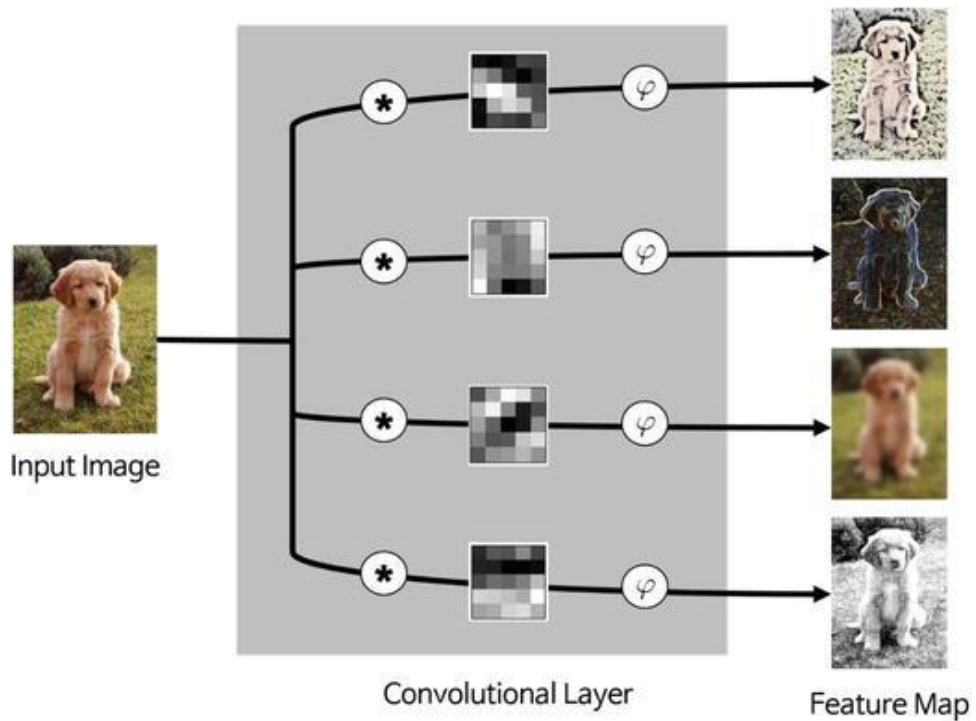 *
φ
*
φ
*
φ
*
φ
Input Image
Convolutional Layer
Feature Map